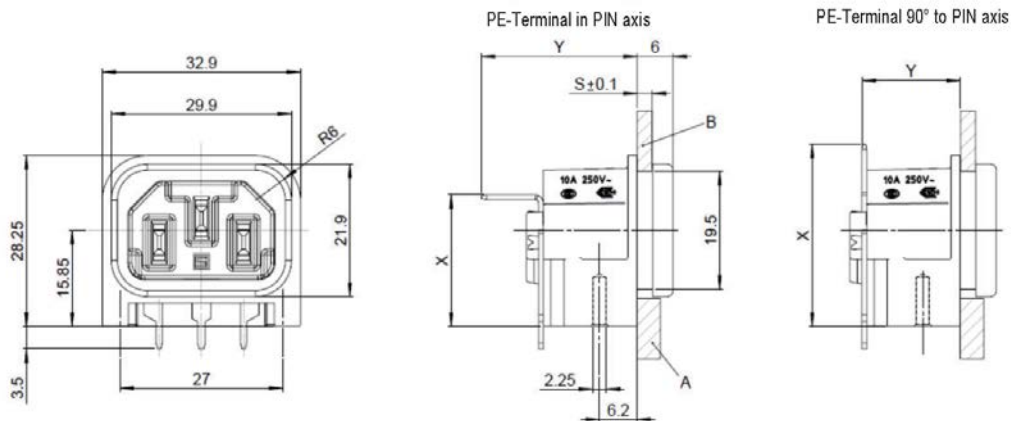 PE-Terminal in PIN axis
PE-Terminal 90° to PIN axis
32.9
29.9
R6
28.25
15.85
21.9
3.5
27
Y
6
S±0.1
B
10A 250V~
X
19.5
2.25
6.2
A
Y
10A 250V~
X